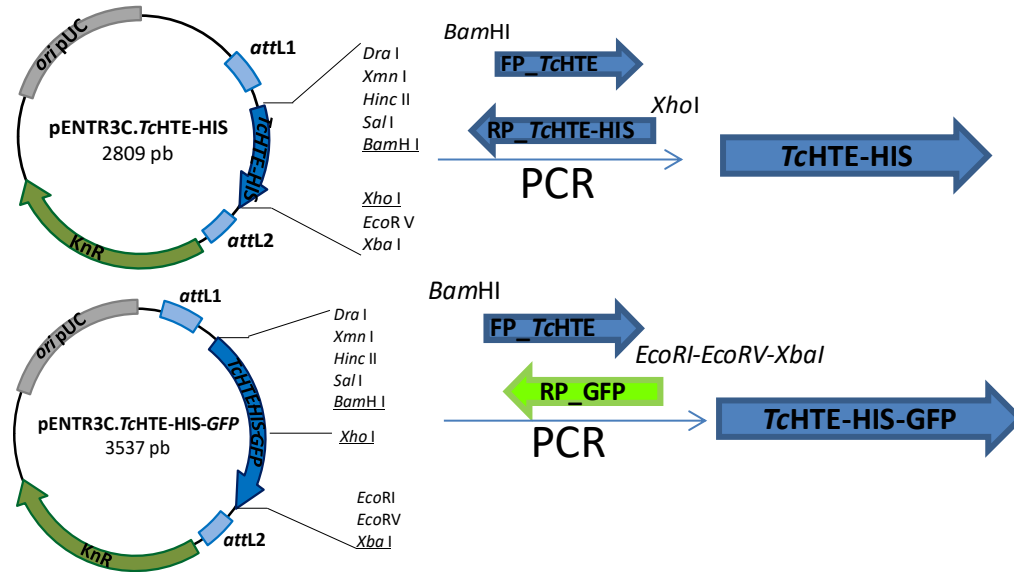 ori pUC
attL1
pENTR3C.TcHTE-HIS
2809 pb
TcHTE-HIS
attL2
KnR
Dra I
Xmn I
Hinc II
Sal I
BamH I
Xho I
EcoR V
Xba I
BamHI
FP_TcHTE
XhoI
RP_TcHTE-HIS
PCR
TcHTE-HIS
ori pUC
attL1
pENTR3C.TcHTE-HIS-GFP
3537 pb
TcHTEHIS-GFP
attL2
KnR
Dra I
Xmn I
Hinc II
Sal I
BamH I
Xho I
EcoRI
EcoRV
Xba I
BamHI
FP_TcHTE
EcoRI-EcoRV-XbaI
RP_GFP
PCR
TcHTE-HIS-GFP